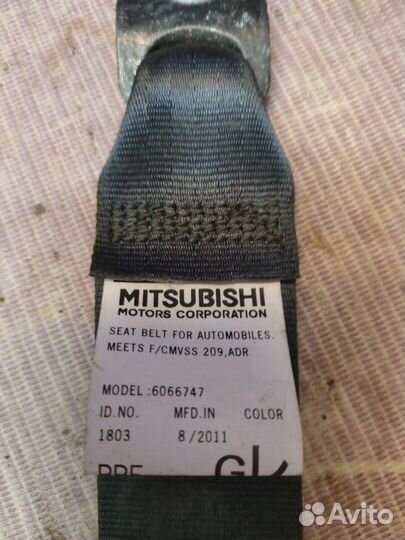 MITSUBISHI
MOTORS CORPORATION
SEAT BELT FOR AUTOMOBILES.
MEETS F/CMVSS 209,ADR
MODEL:6066747
ID.NO. MFD.IN COLOR
1803 8/2011
Avito